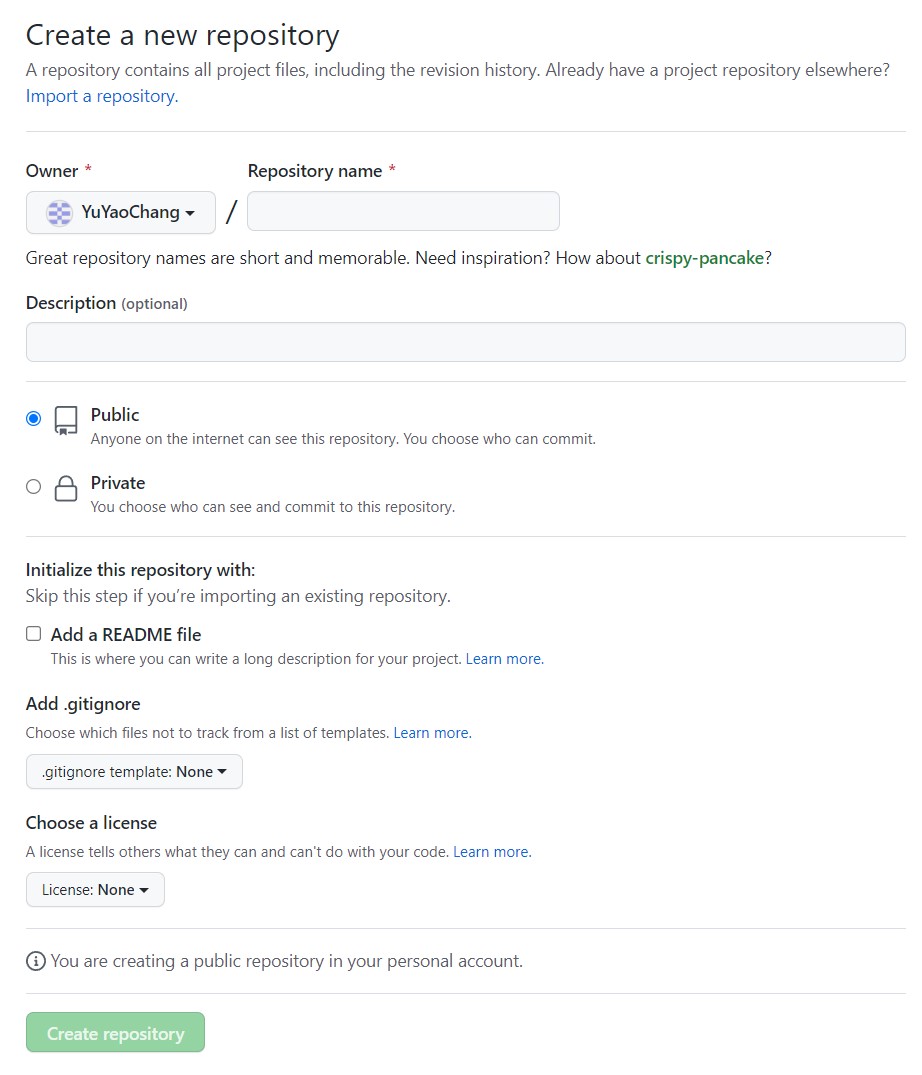 Create a new repository
A repository contains all project files, including the revision history. Already have a project repository elsewhere?
Import a repository.
Owner * Repository name *
YuYaoChang /
Great repository names are short and memorable. Need inspiration? How about crispy-pancake?
Description (optional)
Public
Anyone on the internet can see this repository. You choose who can commit.
Private
You choose who can see and commit to this repository.
Initialize this repository with:
Skip this step if you’re importing an existing repository.
Add a README file
This is where you can write a long description for your project. Learn more.
Add .gitignore
Choose which files not to track from a list of templates. Learn more.
.gitignore template: None
Choose a license
A license tells others what they can and can't do with your code. Learn more.
License: None
You are creating a public repository in your personal account.
Create repository